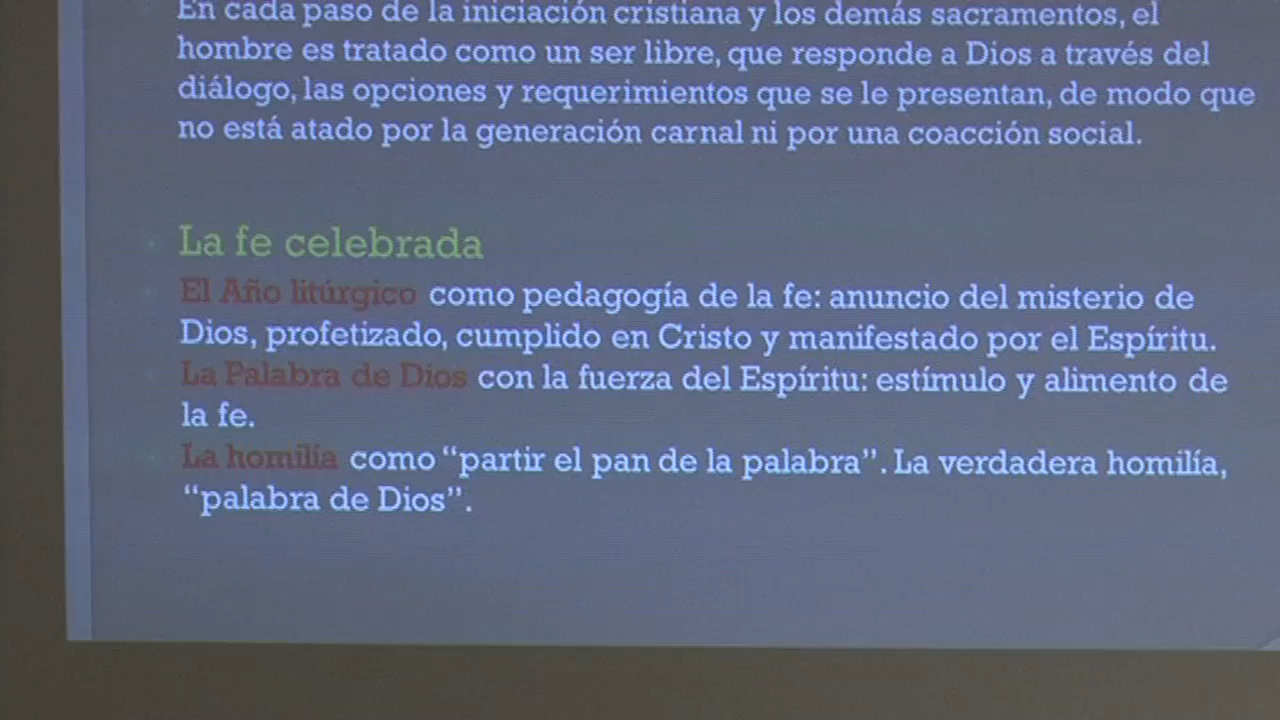 En cada paso de la iniciación cristiana y los demás sacramentos, el
hombre es tratado como un ser libre, que responde a Dios a través del
diálogo, las opciones y requerimientos que se le presentan, de modo que
no está atado por la generación carnal ni por una coacción social.
La fe celebrada
El Año litúrgico como pedagogía de la fe: anuncio del misterio de
Dios, profetizado, cumplido en Cristo y manifestado por el Espíritu.
La Palabra de Dios con la fuerza del Espíritu: estímulo y alimento de
la fe.
La homilía como “partir el pan de la palabra”. La verdadera homilía,
“palabra de Dios”.